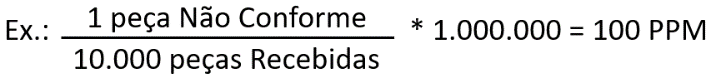 Ex.: 1 peça Não Conforme * 1.000.000 = 100 PPM
10.000 peças Recebidas